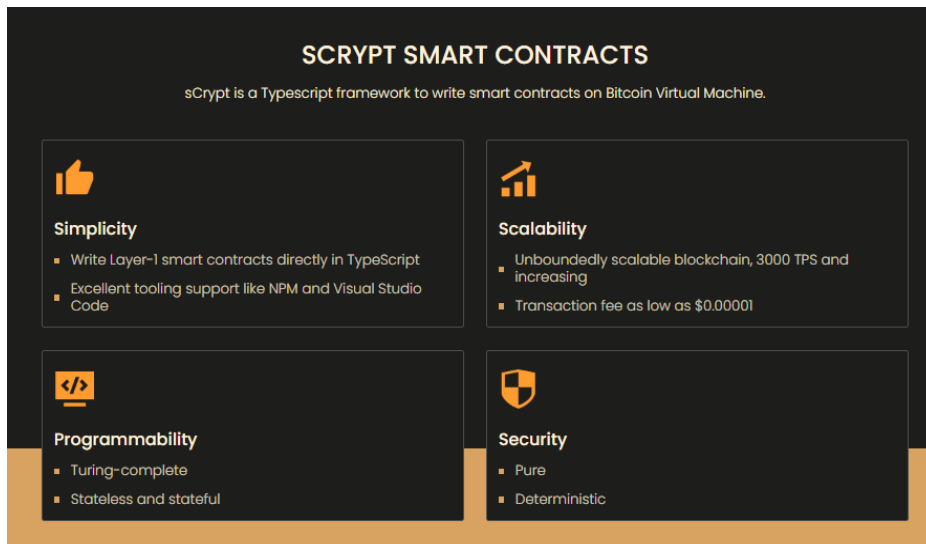 SCRYPT SMART CONTRACTS
sCrypt is a Typescript framework to write smart contracts on Bitcoin Virtual Machine.
Simplicity
Write Layer-1 smart contracts directly in TypeScript
Excellent tooling support like NPM and Visual Studio
Code
Scalability
Unboundedly scalable blockchain, 3000 TPS and
increasing
Transaction fee as low as $0.00001
</>
Programmability
Turing-complete
Stateless and stateful
Security
Pure
Deterministic